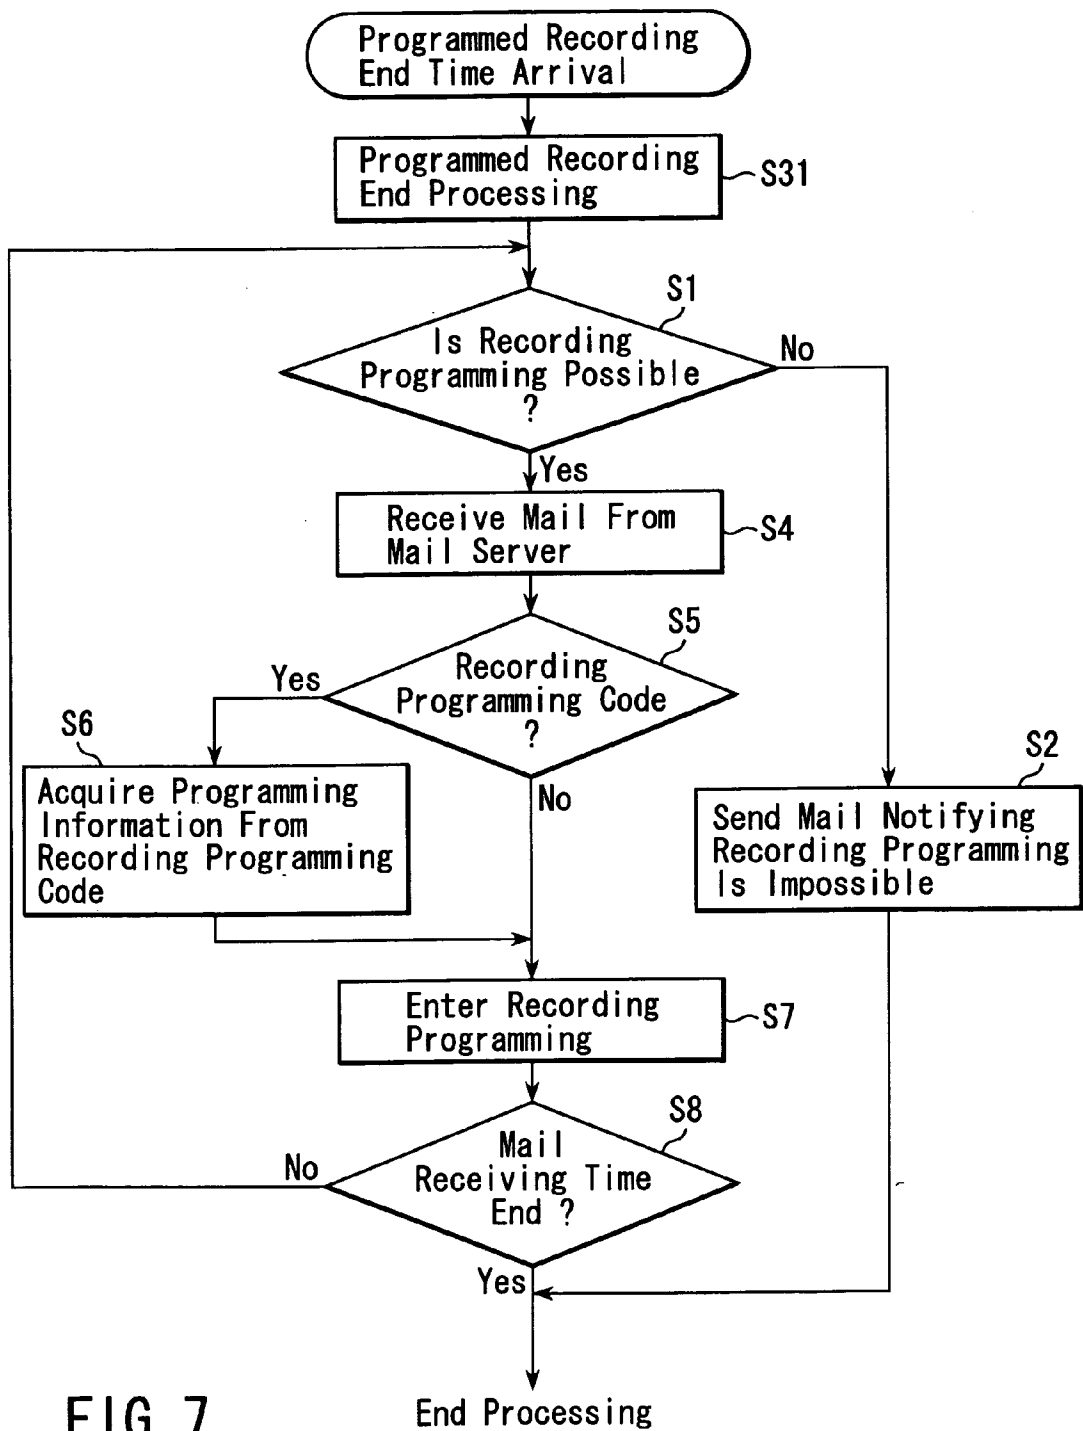 Programmed Recording
End Time Arrival
Programmed Recording
End Processing
S31
S1
Is Recording
Programming Possible
?
No
Yes
Receive Mail From
Mail Server
S4
S5
Recording
Programming Code
?
Yes
No
S6
Acquire Programming
Information From
Recording Programming
Code
S2
Send Mail Notifying
Recording Programming
Is Impossible
Enter Recording
Programming
S7
S8
Mail
Receiving Time
End ?
No
Yes
End Processing
FIG. 7